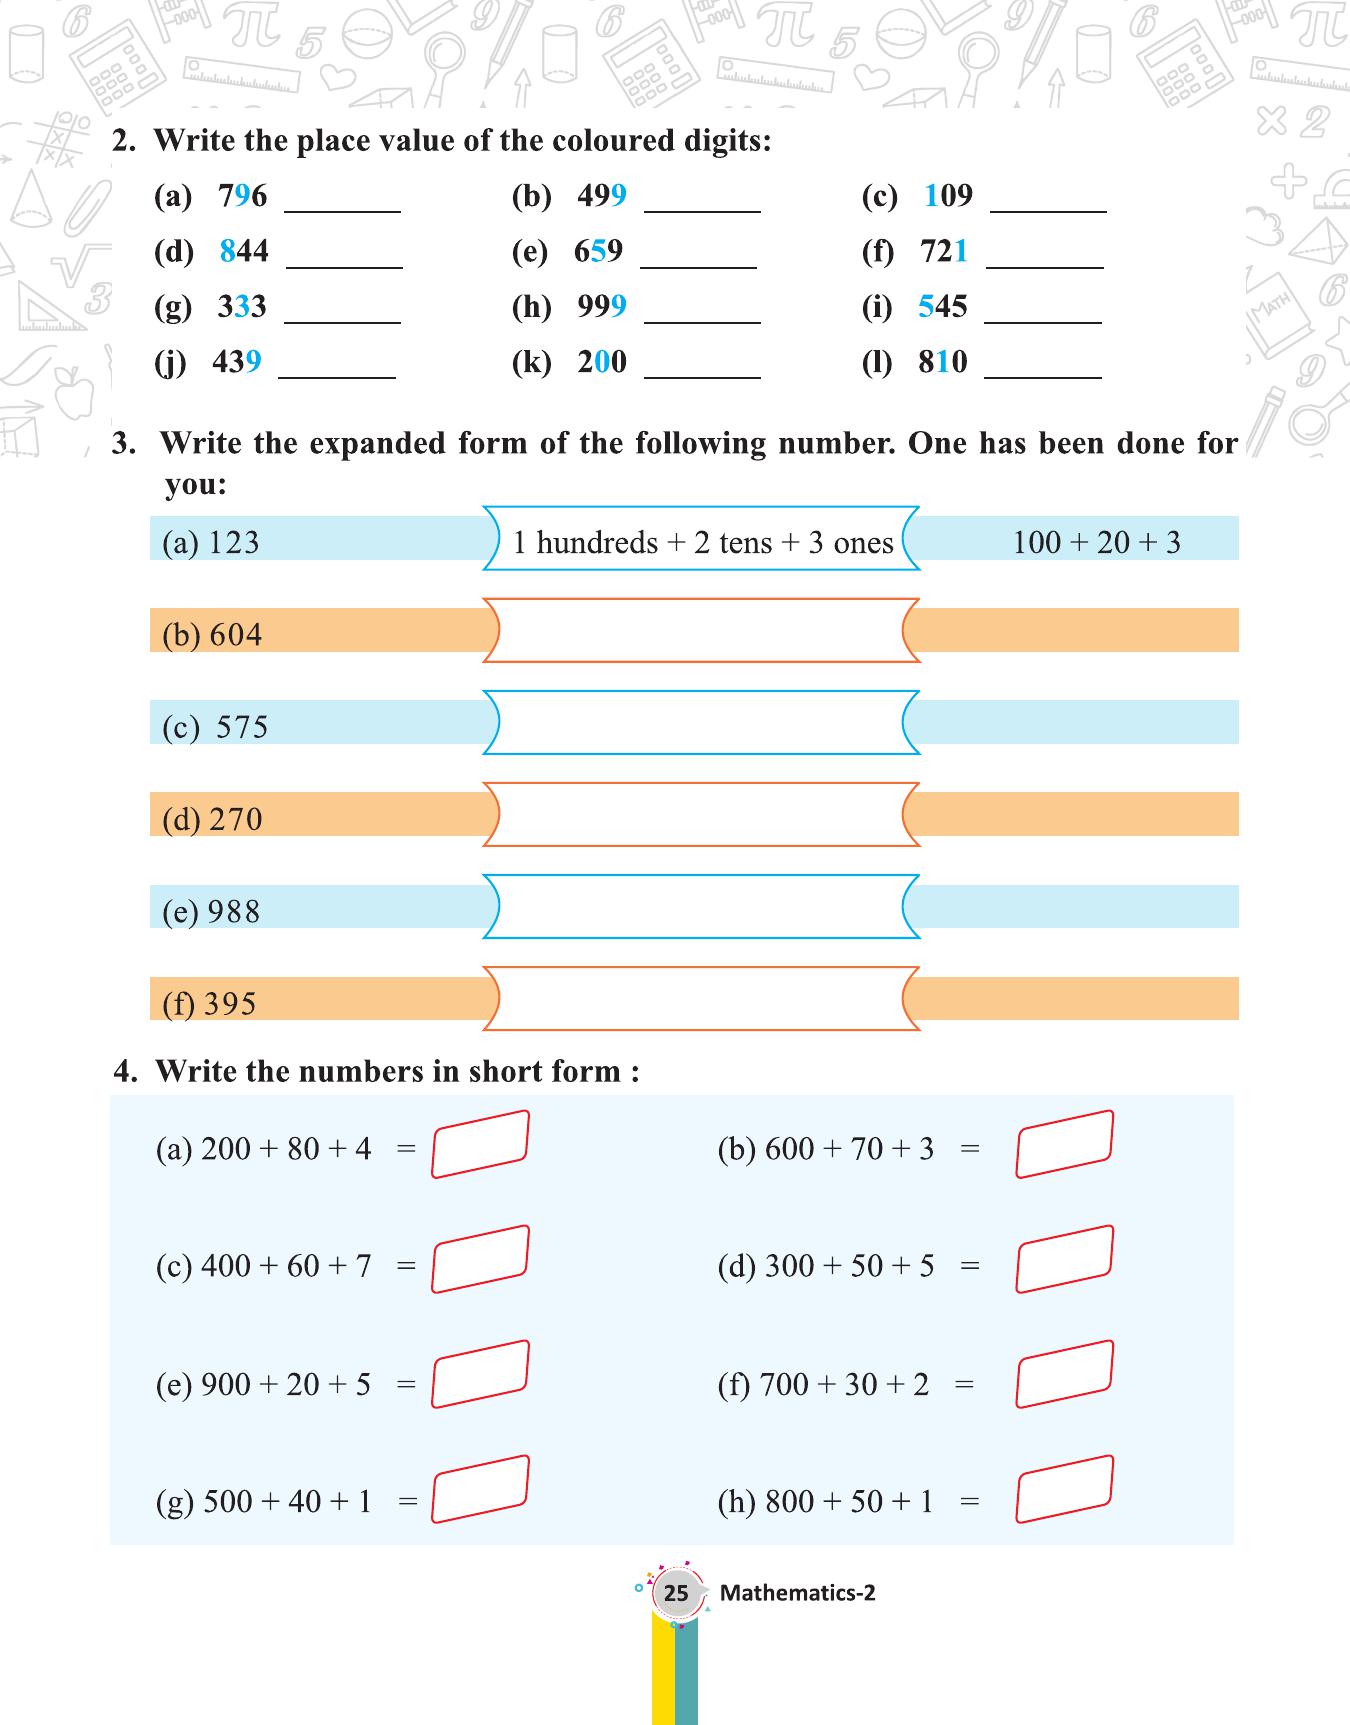 2. Write the place value of the coloured digits:
(a) 796 ________ (b) 499 ________ (c) 109 ________
(d) 844 ________ (e) 659 ________ (f) 721 ________
(g) 333 ________ (h) 999 ________ (i) 545 ________
(j) 439 ________ (k) 200 ________ (l) 810 ________
3. Write the expanded form of the following number. One has been done for
you:
(a) 123 1 hundreds + 2 tens + 3 ones 100 + 20 + 3
(b) 604
(c) 575
(d) 270
(e) 988
(f) 395
4. Write the numbers in short form :
(a) 200 + 80 + 4 = (b) 600 + 70 + 3 =
(c) 400 + 60 + 7 = (d) 300 + 50 + 5 =
(e) 900 + 20 + 5 = (f) 700 + 30 + 2 =
(g) 500 + 40 + 1 = (h) 800 + 50 + 1 =
25 Mathematics-2